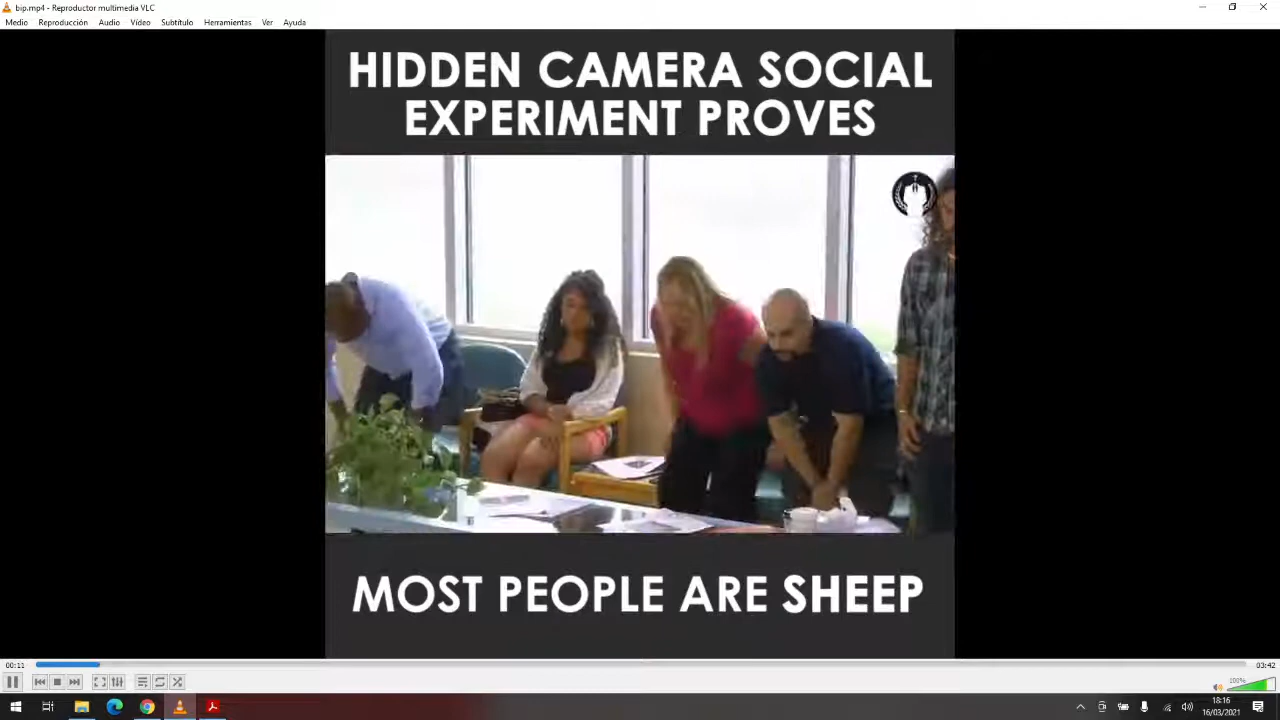 bip.mp4 - Reproductor multimedia VLC
Medio Reproducción Audio Vídeo Subtítulo Herramientas Ver Ayuda
HIDDEN CAMERA SOCIAL
EXPERIMENT PROVES
MOST PEOPLE ARE SHEEP
00:11 03:42
100%
18:16
16/03/2021